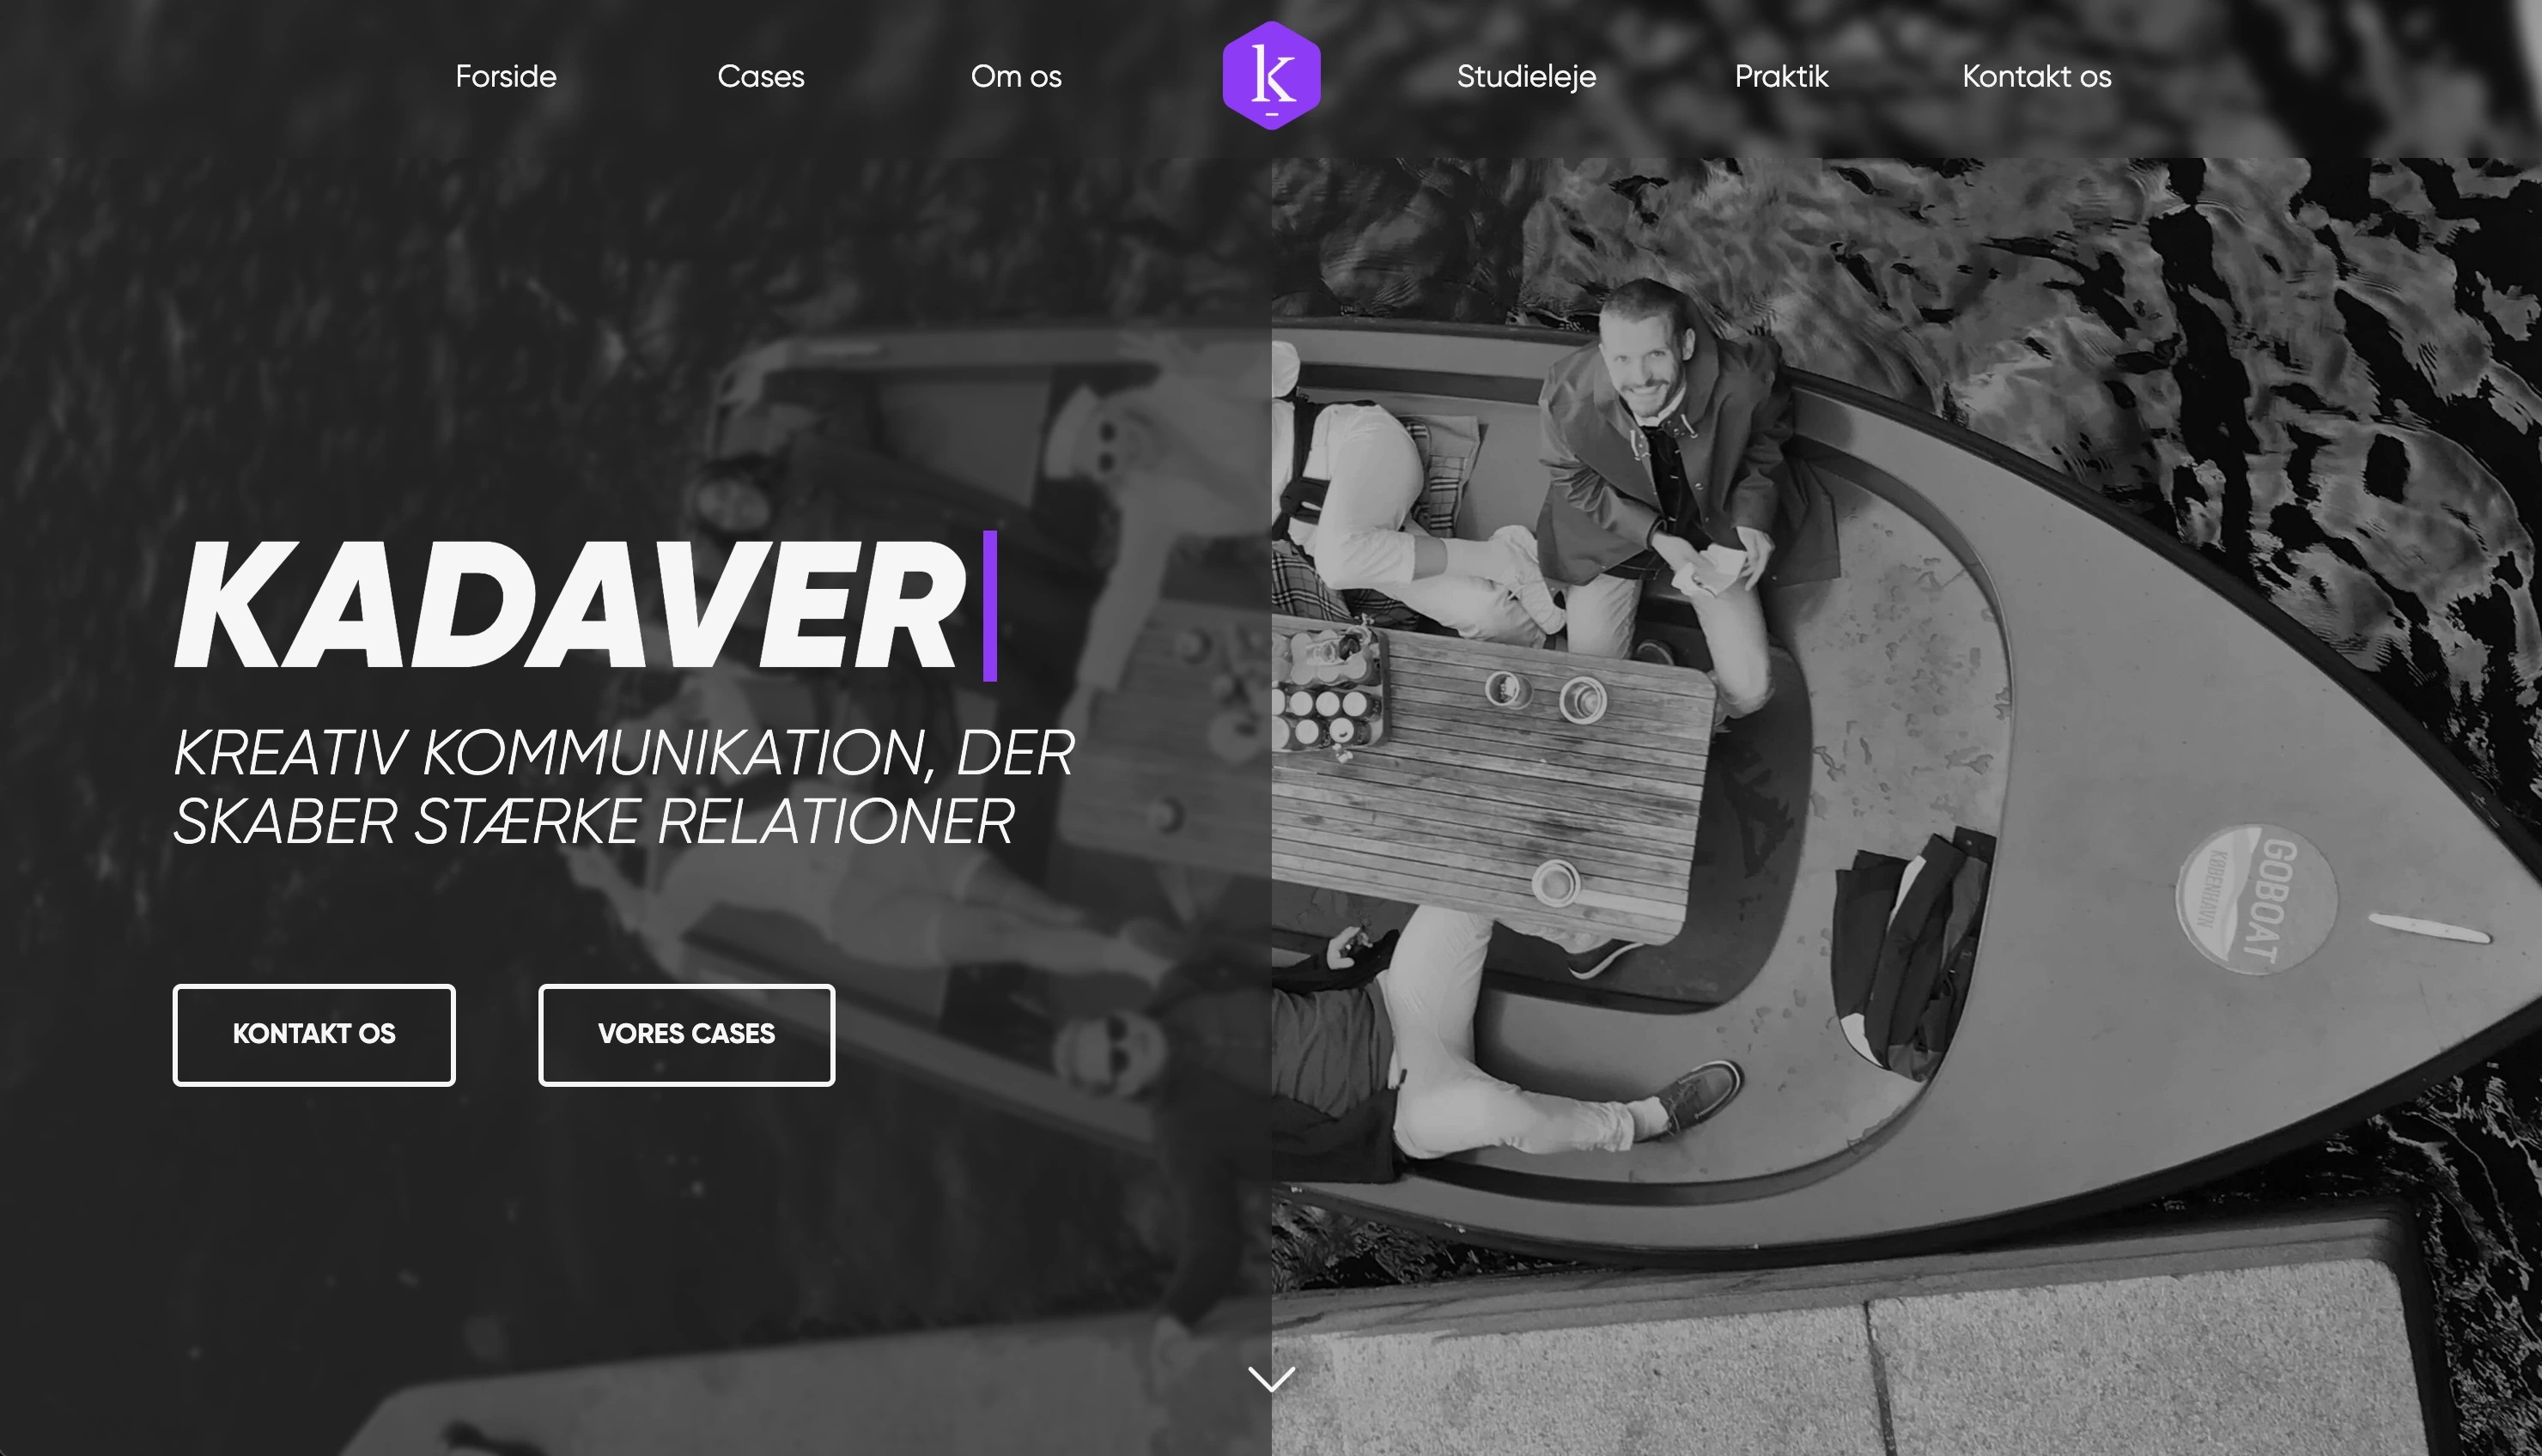 Forside
Cases
Om os
k
Studieleje
Praktik
Kontakt os
KADAVER
KREATIV KOMMUNIKATION, DER
SKABER STÆRKE RELATIONER
KONTAKT OS
VORES CASES
GOBOAT
KØBENHAVN